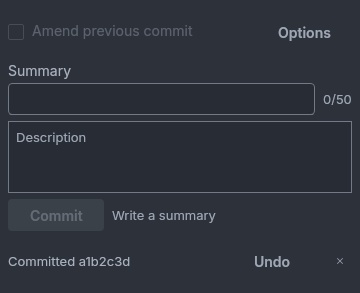 Amend previous commit
Options
Summary
0/50
Description
Commit
Write a summary
Committed a1b2c3d
Undo
×